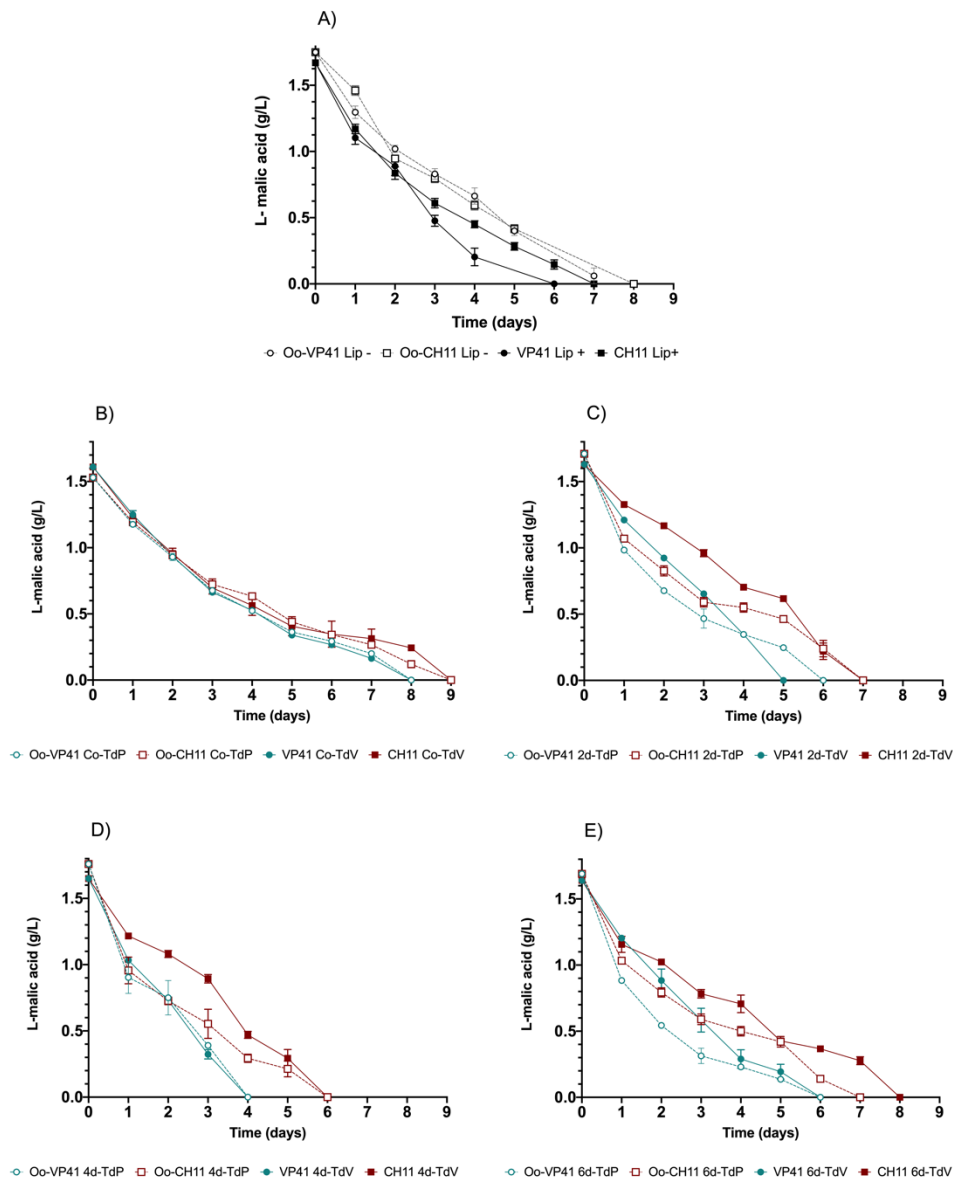 A)
L- malic acid (g/L)
1.5
1.0
0.5
0.0
0 1 2 3 4 5 6 7 8 9
Time (days)
Oo-VP41 Lip - Oo-CH11 Lip - VP41 Lip + CH11 Lip+
B)
L-malic acid (g/L)
1.5
1.0
0.5
0.0
0 1 2 3 4 5 6 7 8 9
Time (days)
Oo-VP41 Co-TdP Oo-CH11 Co-TdP VP41 Co-TdV CH11 Co-TdV
C)
L-malic acid (g/L)
1.5
1.0
0.5
0.0
0 1 2 3 4 5 6 7 8 9
Time (days)
Oo-VP41 2d-TdP Oo-CH11 2d-TdP VP41 2d-TdV CH11 2d-TdV
D)
L-malic acid (g/L)
1.5
1.0
0.5
0.0
0 1 2 3 4 5 6 7 8 9
Time (days)
Oo-VP41 4d-TdP Oo-CH11 4d-TdP VP41 4d-TdV CH11 4d-TdV
E)
L-malic acid (g/L)
1.5
1.0
0.5
0.0
0 1 2 3 4 5 6 7 8 9
Time (days)
Oo-VP41 6d-TdP Oo-CH11 6d-TdP VP41 6d-TdV CH11 6d-TdV